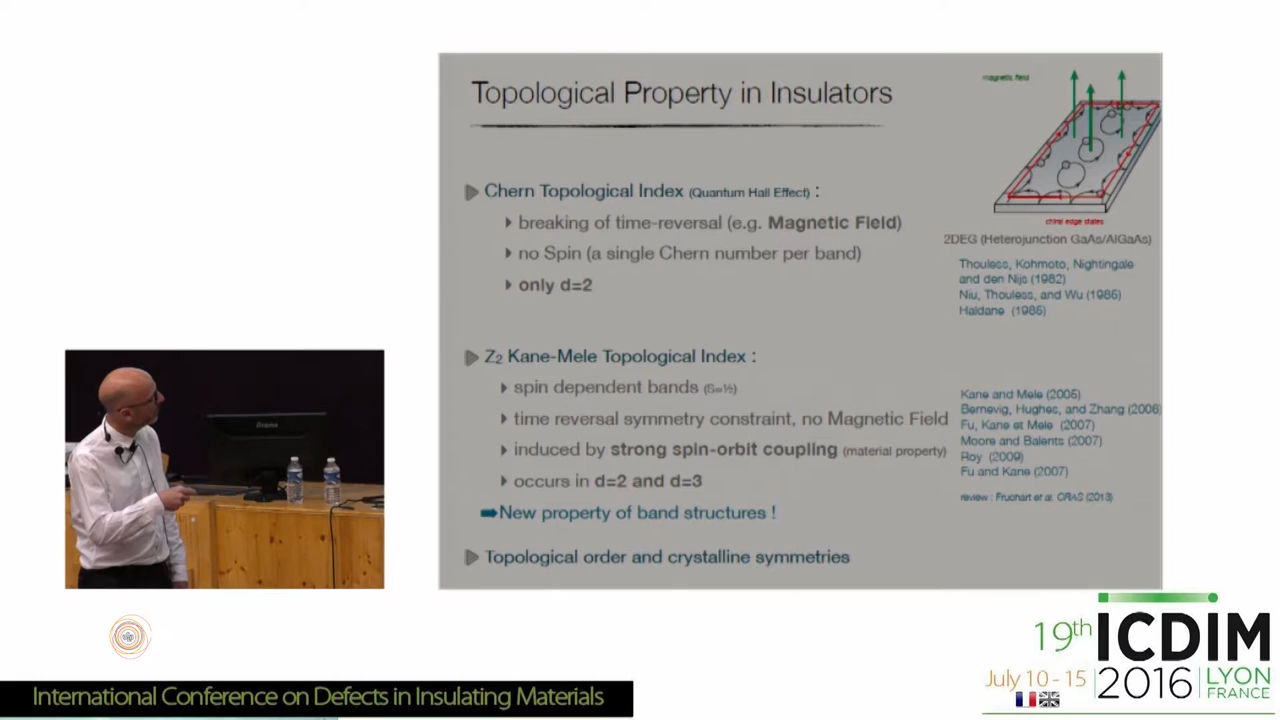 Topological Property in Insulators
magnetic field
chiral edge states
2DEG (Heterojunction GaAs/AlGaAs)
Chern Topological Index (Quantum Hall Effect) :
breaking of time-reversal (e.g. Magnetic Field)
no Spin (a single Chern number per band)
only d=2
Thouless, Kohmoto, Nightingale
and den Nijs (1982)
Niu, Thouless, and Wu (1985)
Haldane (1985)
Z₂ Kane-Mele Topological Index :
spin dependent bands (S=½)
time reversal symmetry constraint, no Magnetic Field
induced by strong spin-orbit coupling (material property)
occurs in d=2 and d=3
New property of band structures !
Kane and Mele (2005)
Bernevig, Hughes, and Zhang (2006)
Fu, Kane et Mele (2007)
Moore and Balents (2007)
Roy (2009)
Fu and Kane (2007)
review : Fruchart et al. CRAS (2013)
Topological order and crystalline symmetries
19th ICDIM
July 10 - 15 2016 LYON
FRANCE
International Conference on Defects in Insulating Materials